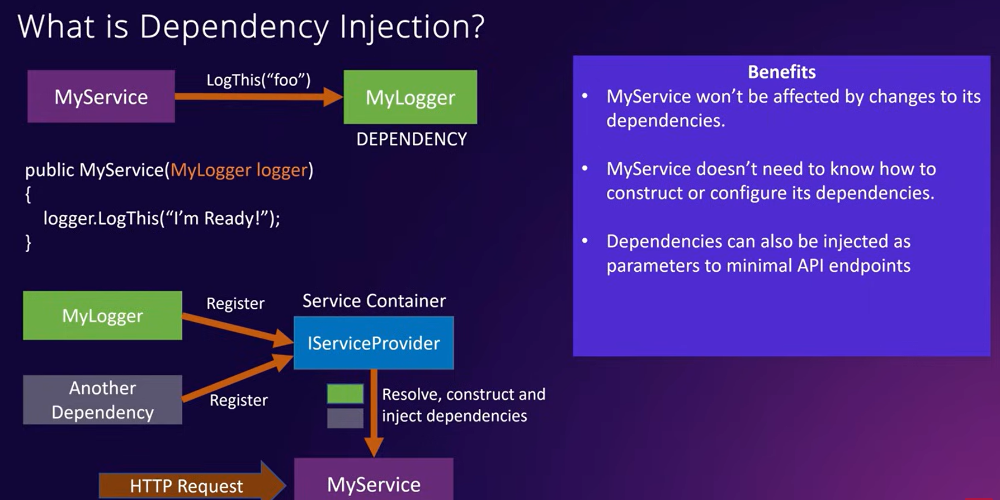 What is Dependency Injection?
MyService
LogThis(“foo”)
MyLogger
DEPENDENCY
public MyService(MyLogger logger)
{
logger.LogThis(“I’m Ready!”);
}
MyLogger
Register
Another
Dependency
Register
Service Container
IServiceProvider
Resolve, construct and
inject dependencies
HTTP Request
MyService
Benefits
• MyService won’t be affected by changes to its
dependencies.
• MyService doesn’t need to know how to
construct or configure its dependencies.
• Dependencies can also be injected as
parameters to minimal API endpoints